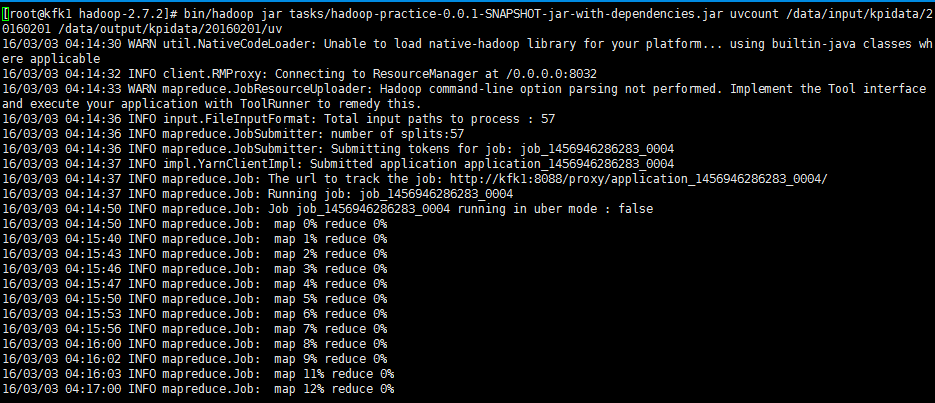 [root@kfk1 hadoop-2.7.2]# bin/hadoop jar tasks/hadoop-practice-0.0.1-SNAPSHOT-jar-with-dependencies.jar uvcount /data/input/kpidata/2
0160201 /data/output/kpidata/20160201/uv
16/03/03 04:14:30 WARN util.NativeCodeLoader: Unable to load native-hadoop library for your platform... using builtin-java classes wh
ere applicable
16/03/03 04:14:32 INFO client.RMProxy: Connecting to ResourceManager at /0.0.0.0:8032
16/03/03 04:14:33 WARN mapreduce.JobResourceUploader: Hadoop command-line option parsing not performed. Implement the Tool interface
and execute your application with ToolRunner to remedy this.
16/03/03 04:14:36 INFO input.FileInputFormat: Total input paths to process : 57
16/03/03 04:14:36 INFO mapreduce.JobSubmitter: number of splits:57
16/03/03 04:14:36 INFO mapreduce.JobSubmitter: Submitting tokens for job: job_1456946286283_0004
16/03/03 04:14:37 INFO impl.YarnClientImpl: Submitted application application_1456946286283_0004
16/03/03 04:14:37 INFO mapreduce.Job: The url to track the job: http://kfk1:8088/proxy/application_1456946286283_0004/
16/03/03 04:14:37 INFO mapreduce.Job: Running job: job_1456946286283_0004
16/03/03 04:14:50 INFO mapreduce.Job: Job job_1456946286283_0004 running in uber mode : false
16/03/03 04:14:50 INFO mapreduce.Job:  map 0% reduce 0%
16/03/03 04:15:40 INFO mapreduce.Job:  map 1% reduce 0%
16/03/03 04:15:43 INFO mapreduce.Job:  map 2% reduce 0%
16/03/03 04:15:46 INFO mapreduce.Job:  map 3% reduce 0%
16/03/03 04:15:47 INFO mapreduce.Job:  map 4% reduce 0%
16/03/03 04:15:50 INFO mapreduce.Job:  map 5% reduce 0%
16/03/03 04:15:53 INFO mapreduce.Job:  map 6% reduce 0%
16/03/03 04:15:56 INFO mapreduce.Job:  map 7% reduce 0%
16/03/03 04:16:00 INFO mapreduce.Job:  map 8% reduce 0%
16/03/03 04:16:02 INFO mapreduce.Job:  map 9% reduce 0%
16/03/03 04:16:03 INFO mapreduce.Job:  map 11% reduce 0%
16/03/03 04:17:00 INFO mapreduce.Job:  map 12% reduce 0%